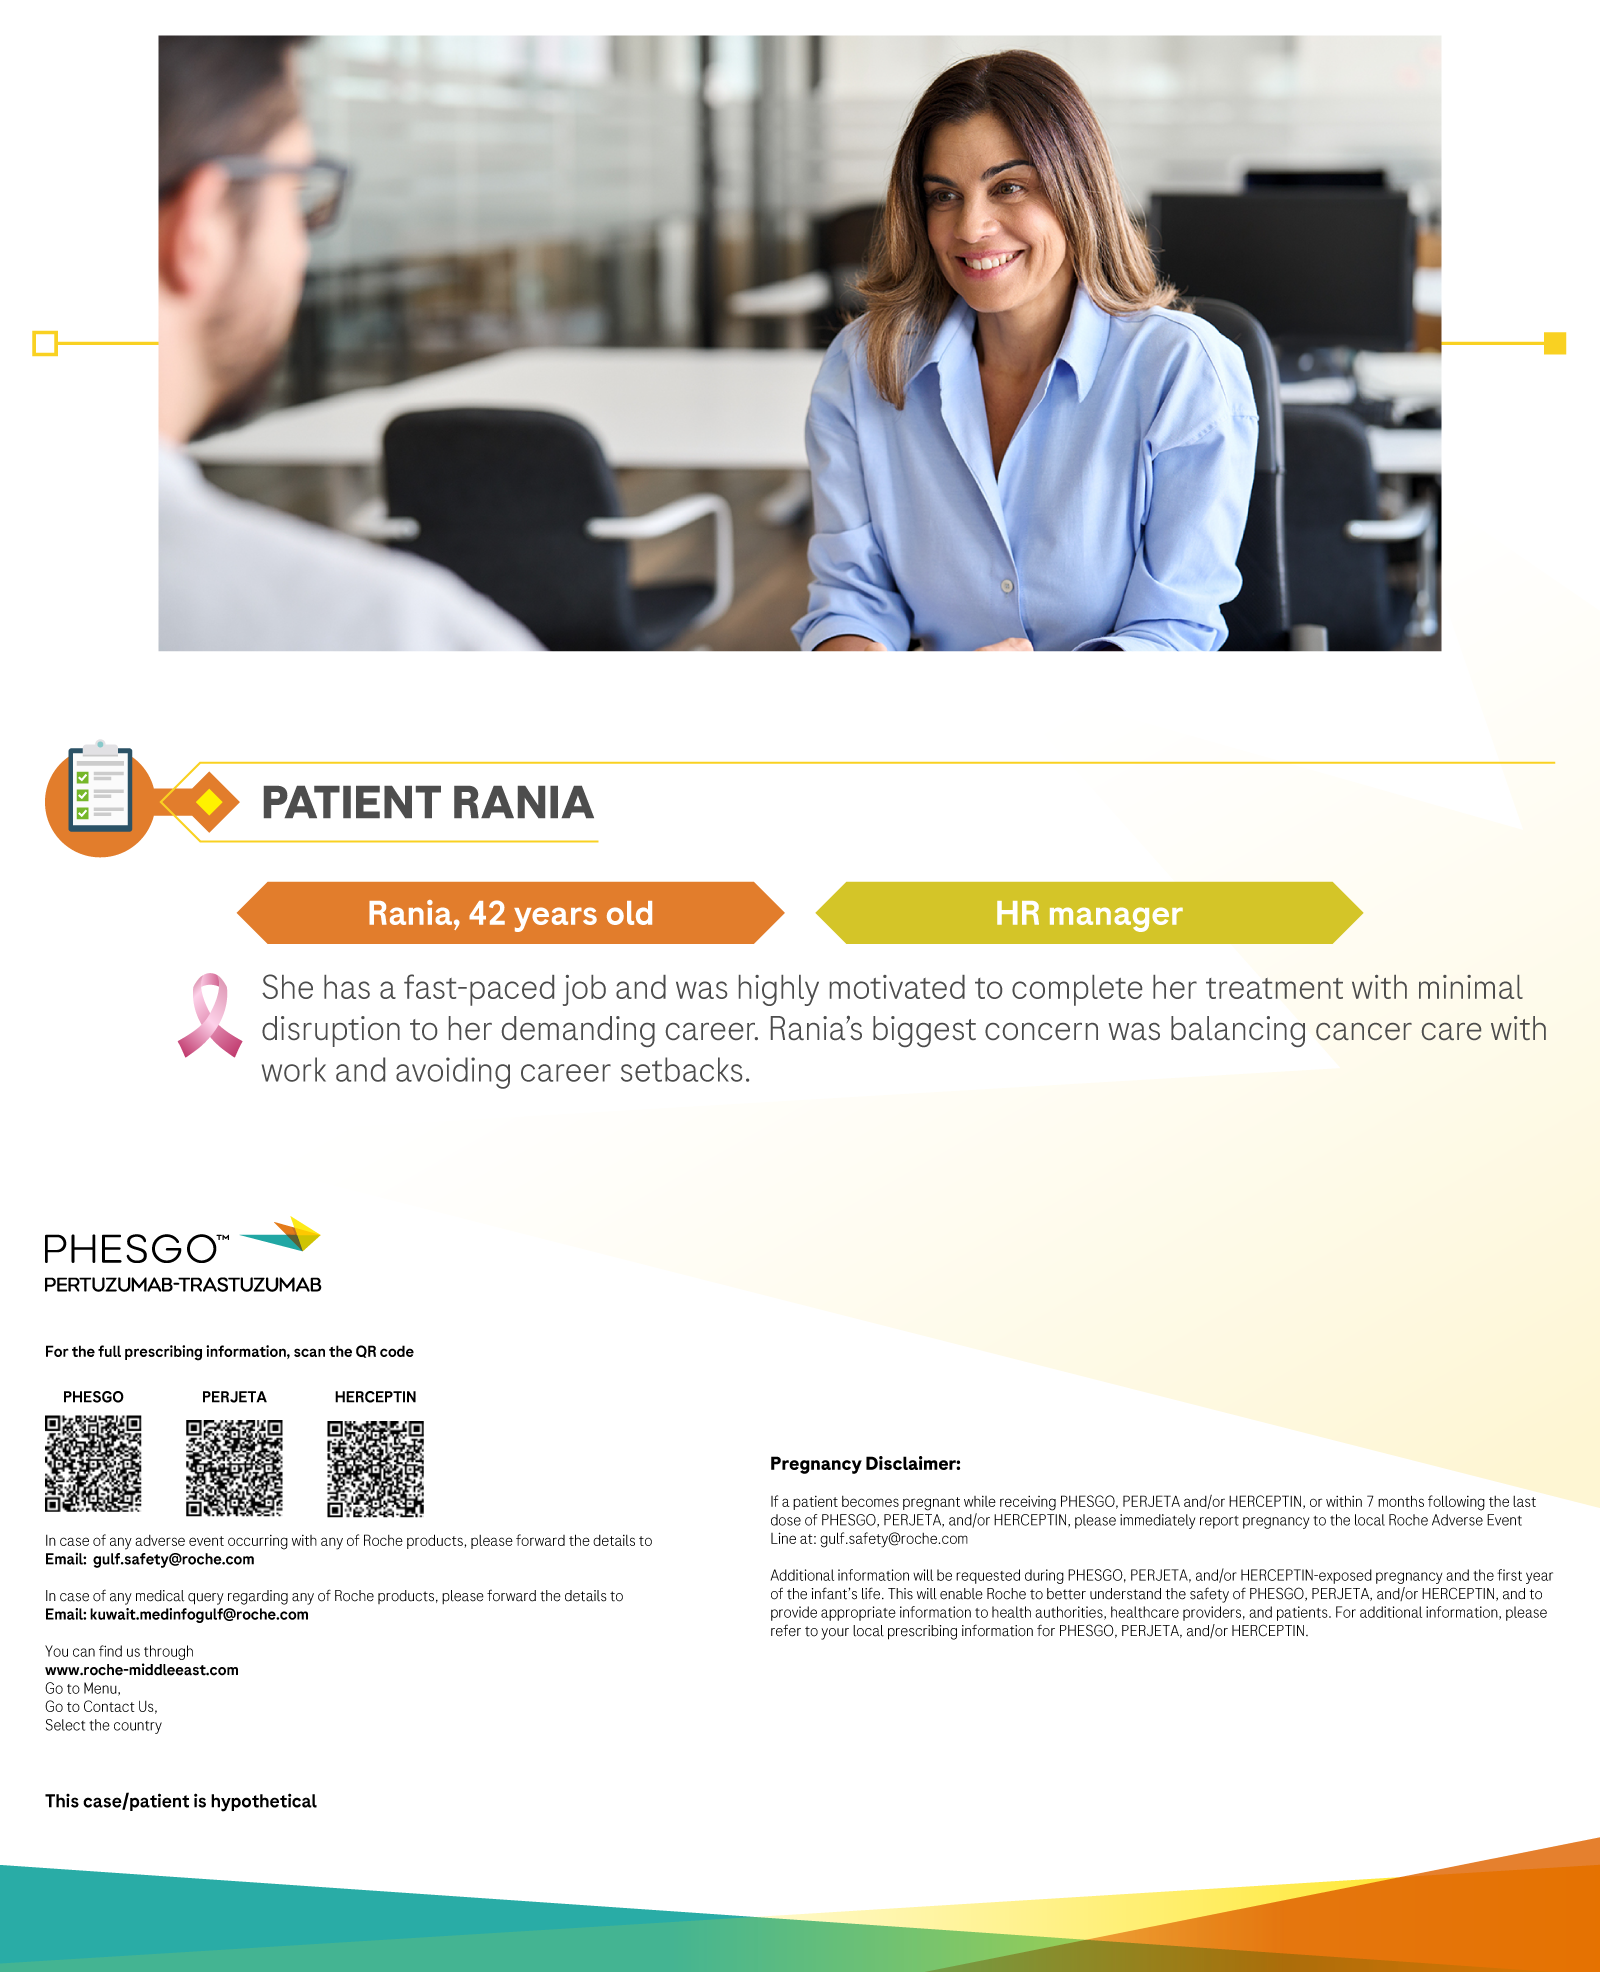 PATIENT RANIA
Rania, 42 years old
HR manager
She has a fast-paced job and was highly motivated to complete her treatment with minimal
disruption to her demanding career. Rania’s biggest concern was balancing cancer care with
work and avoiding career setbacks.
PHESGO™
PERTUZUMAB-TRASTUZUMAB
For the full prescribing information, scan the QR code
PHESGO
PERJETA
HERCEPTIN
In case of any adverse event occurring with any of Roche products, please forward the details to
Email: gulf.safety@roche.com
In case of any medical query regarding any of Roche products, please forward the details to
Email: kuwait.medinfogulf@roche.com
You can find us through
www.roche-middleeast.com
Go to Menu,
Go to Contact Us,
Select the country
This case/patient is hypothetical
Pregnancy Disclaimer:
If a patient becomes pregnant while receiving PHESGO, PERJETA and/or HERCEPTIN, or within 7 months following the last
dose of PHESGO, PERJETA, and/or HERCEPTIN, please immediately report pregnancy to the local Roche Adverse Event
Line at: gulf.safety@roche.com
Additional information will be requested during PHESGO, PERJETA, and/or HERCEPTIN-exposed pregnancy and the first year
of the infant’s life. This will enable Roche to better understand the safety of PHESGO, PERJETA, and/or HERCEPTIN, and to
provide appropriate information to health authorities, healthcare providers, and patients. For additional information, please
refer to your local prescribing information for PHESGO, PERJETA, and/or HERCEPTIN.